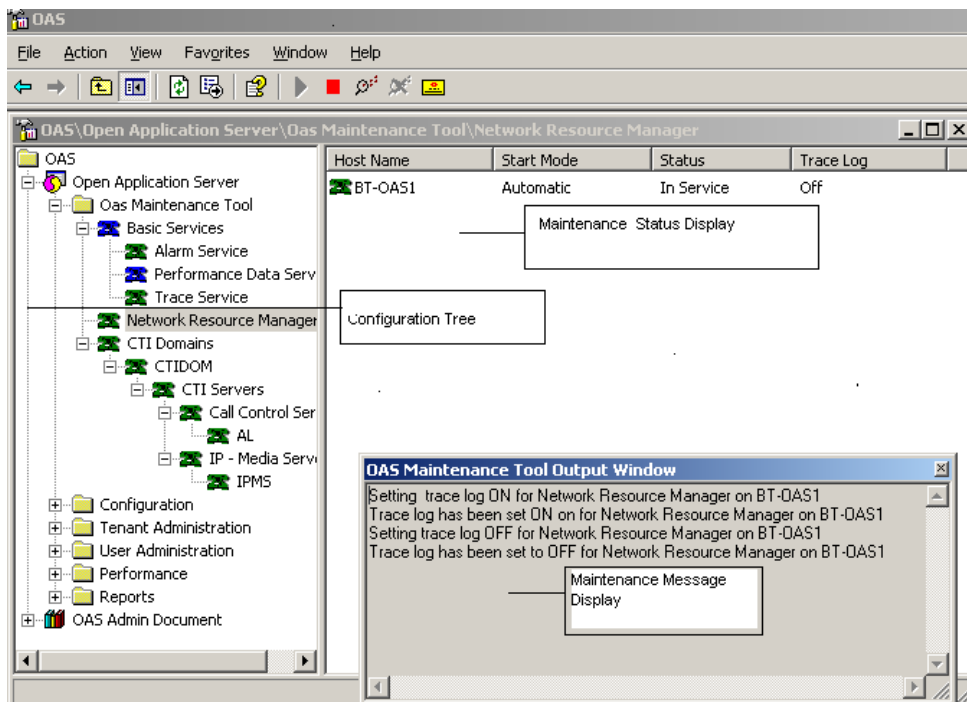 OAS
File Action View Favorites Window Help
OAS\Open Application Server\Oas Maintenance Tool\Network Resource Manager
OAS
Open Application Server
Oas Maintenance Tool
Basic Services
Alarm Service
Performance Data Serv
Trace Service
Network Resource Manager
CTI Domains
CTIDOM
CTI Servers
Call Control Ser
AL
IP - Media Serv
IPMS
Configuration
Tenant Administration
User Administration
Performance
Reports
OAS Admin Document
Host Name Start Mode Status Trace Log
BT-OAS1 Automatic In Service Off
Maintenance Status Display
Configuration Tree
OAS Maintenance Tool Output Window
Setting trace log ON for Network Resource Manager on BT-OAS1
Trace log has been set ON on for Network Resource Manager on BT-OAS1
Setting trace log OFF for Network Resource Manager on BT-OAS1
Trace log has been set to OFF for Network Resource Manager on BT-OAS1
Maintenance Message
Display